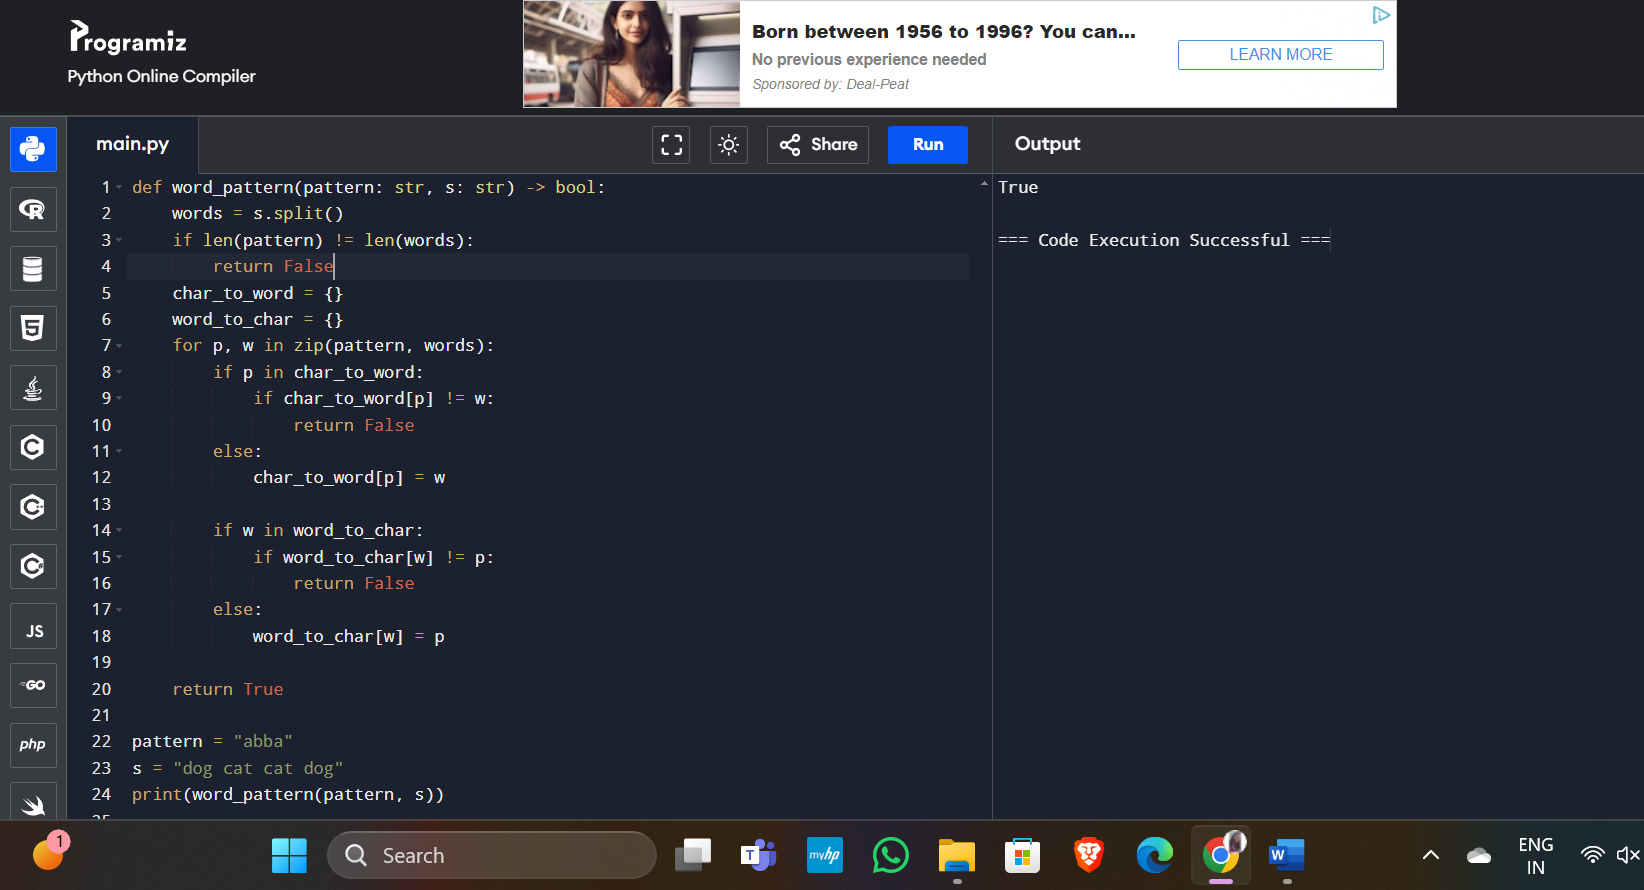 Programiz
Python Online Compiler
Born between 1956 to 1996? You can...
No previous experience needed
Sponsored by: Deal-Peat
LEARN MORE
main.py
Share
Run
Output
1 def word_pattern(pattern: str, s: str) -> bool:
2     words = s.split()
3     if len(pattern) != len(words):
4         return False
5     char_to_word = {}
6     word_to_char = {}
7     for p, w in zip(pattern, words):
8         if p in char_to_word:
9             if char_to_word[p] != w:
10                 return False
11         else:
12             char_to_word[p] = w
13
14         if w in word_to_char:
15             if word_to_char[w] != p:
16                 return False
17         else:
18             word_to_char[w] = p
19
20     return True
21
22 pattern = "abba"
23 s = "dog cat cat dog"
24 print(word_pattern(pattern, s))
25
True
=== Code Execution Successful ===
R
5
C
C
C
JS
GO
php
1
Search
T
myhp
W
ENG
IN